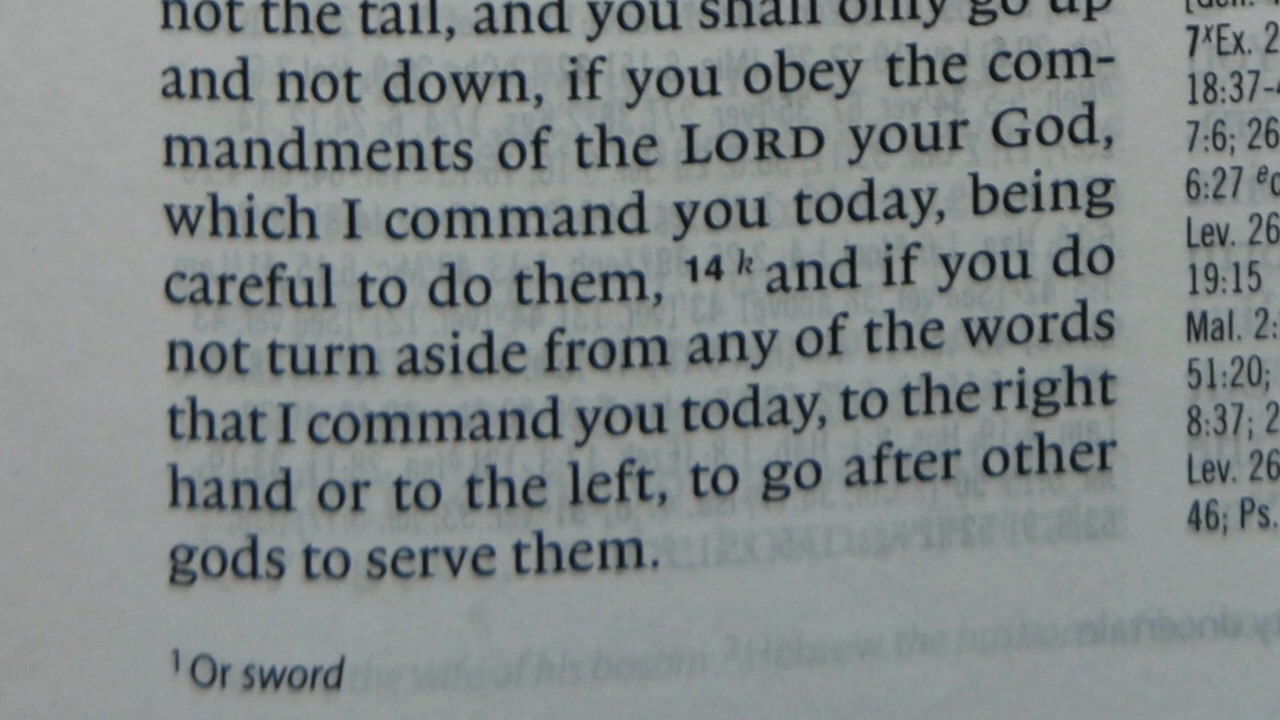 not the tail, and you shall only go up
and not down, if you obey the com-
mandments of the LORD your God,
which I command you today, being
careful to do them, 14 k and if you do
not turn aside from any of the words
that I command you today, to the right
hand or to the left, to go after other
gods to serve them.
1 Or sword
7 x Ex. 2
18:37-
7:6; 26
6:27 e
Lev. 26
19:15
Mal. 2:
51:20;
8:37; 2
Lev. 26
46; Ps.